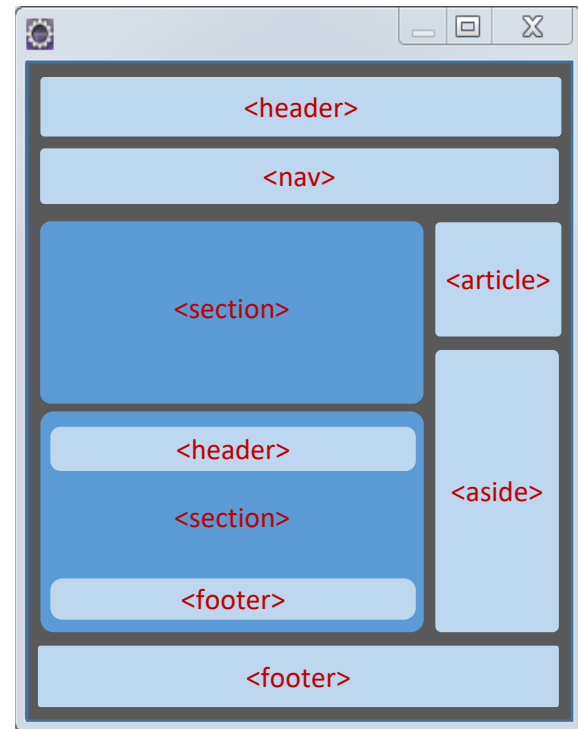 <header>
<nav>
<section>
<article>
<header>
<section>
<footer>
<aside>
<footer>